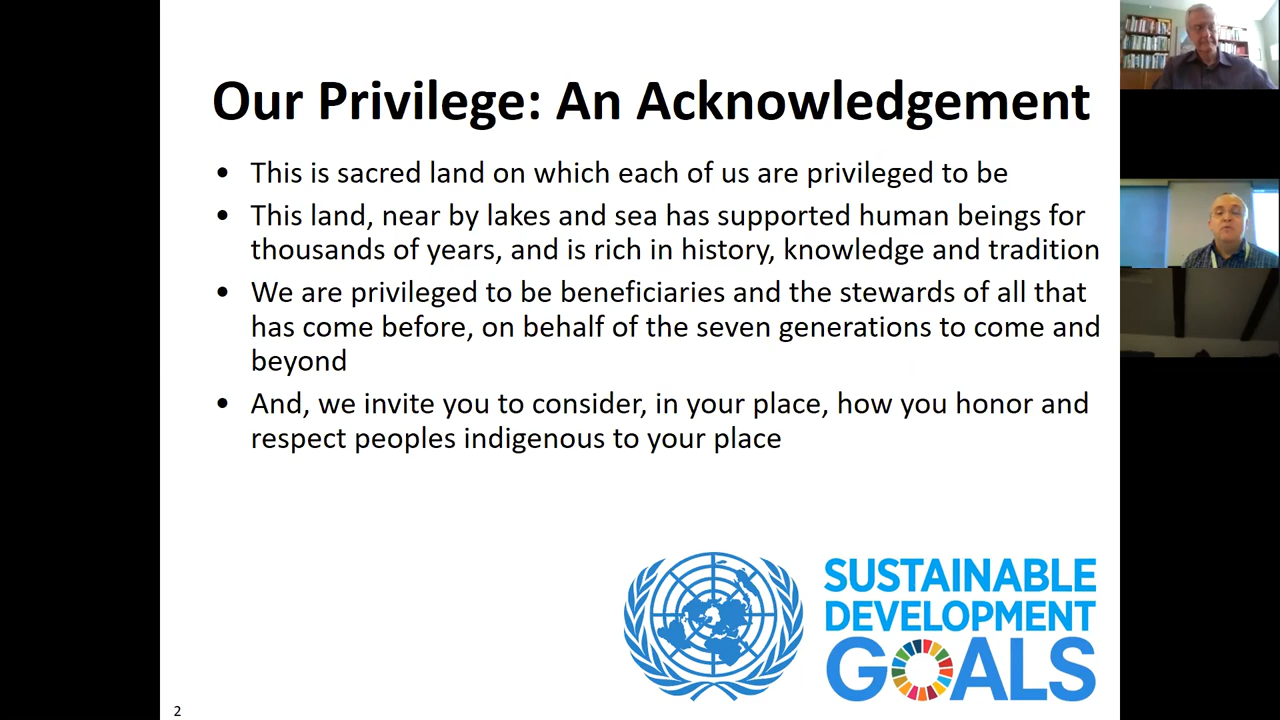 Our Privilege: An Acknowledgement
• This is sacred land on which each of us are privileged to be
• This land, near by lakes and sea has supported human beings for
thousands of years, and is rich in history, knowledge and tradition
• We are privileged to be beneficiaries and the stewards of all that
has come before, on behalf of the seven generations to come and
beyond
• And, we invite you to consider, in your place, how you honor and
respect peoples indigenous to your place
SUSTAINABLE
DEVELOPMENT
GOALS
2